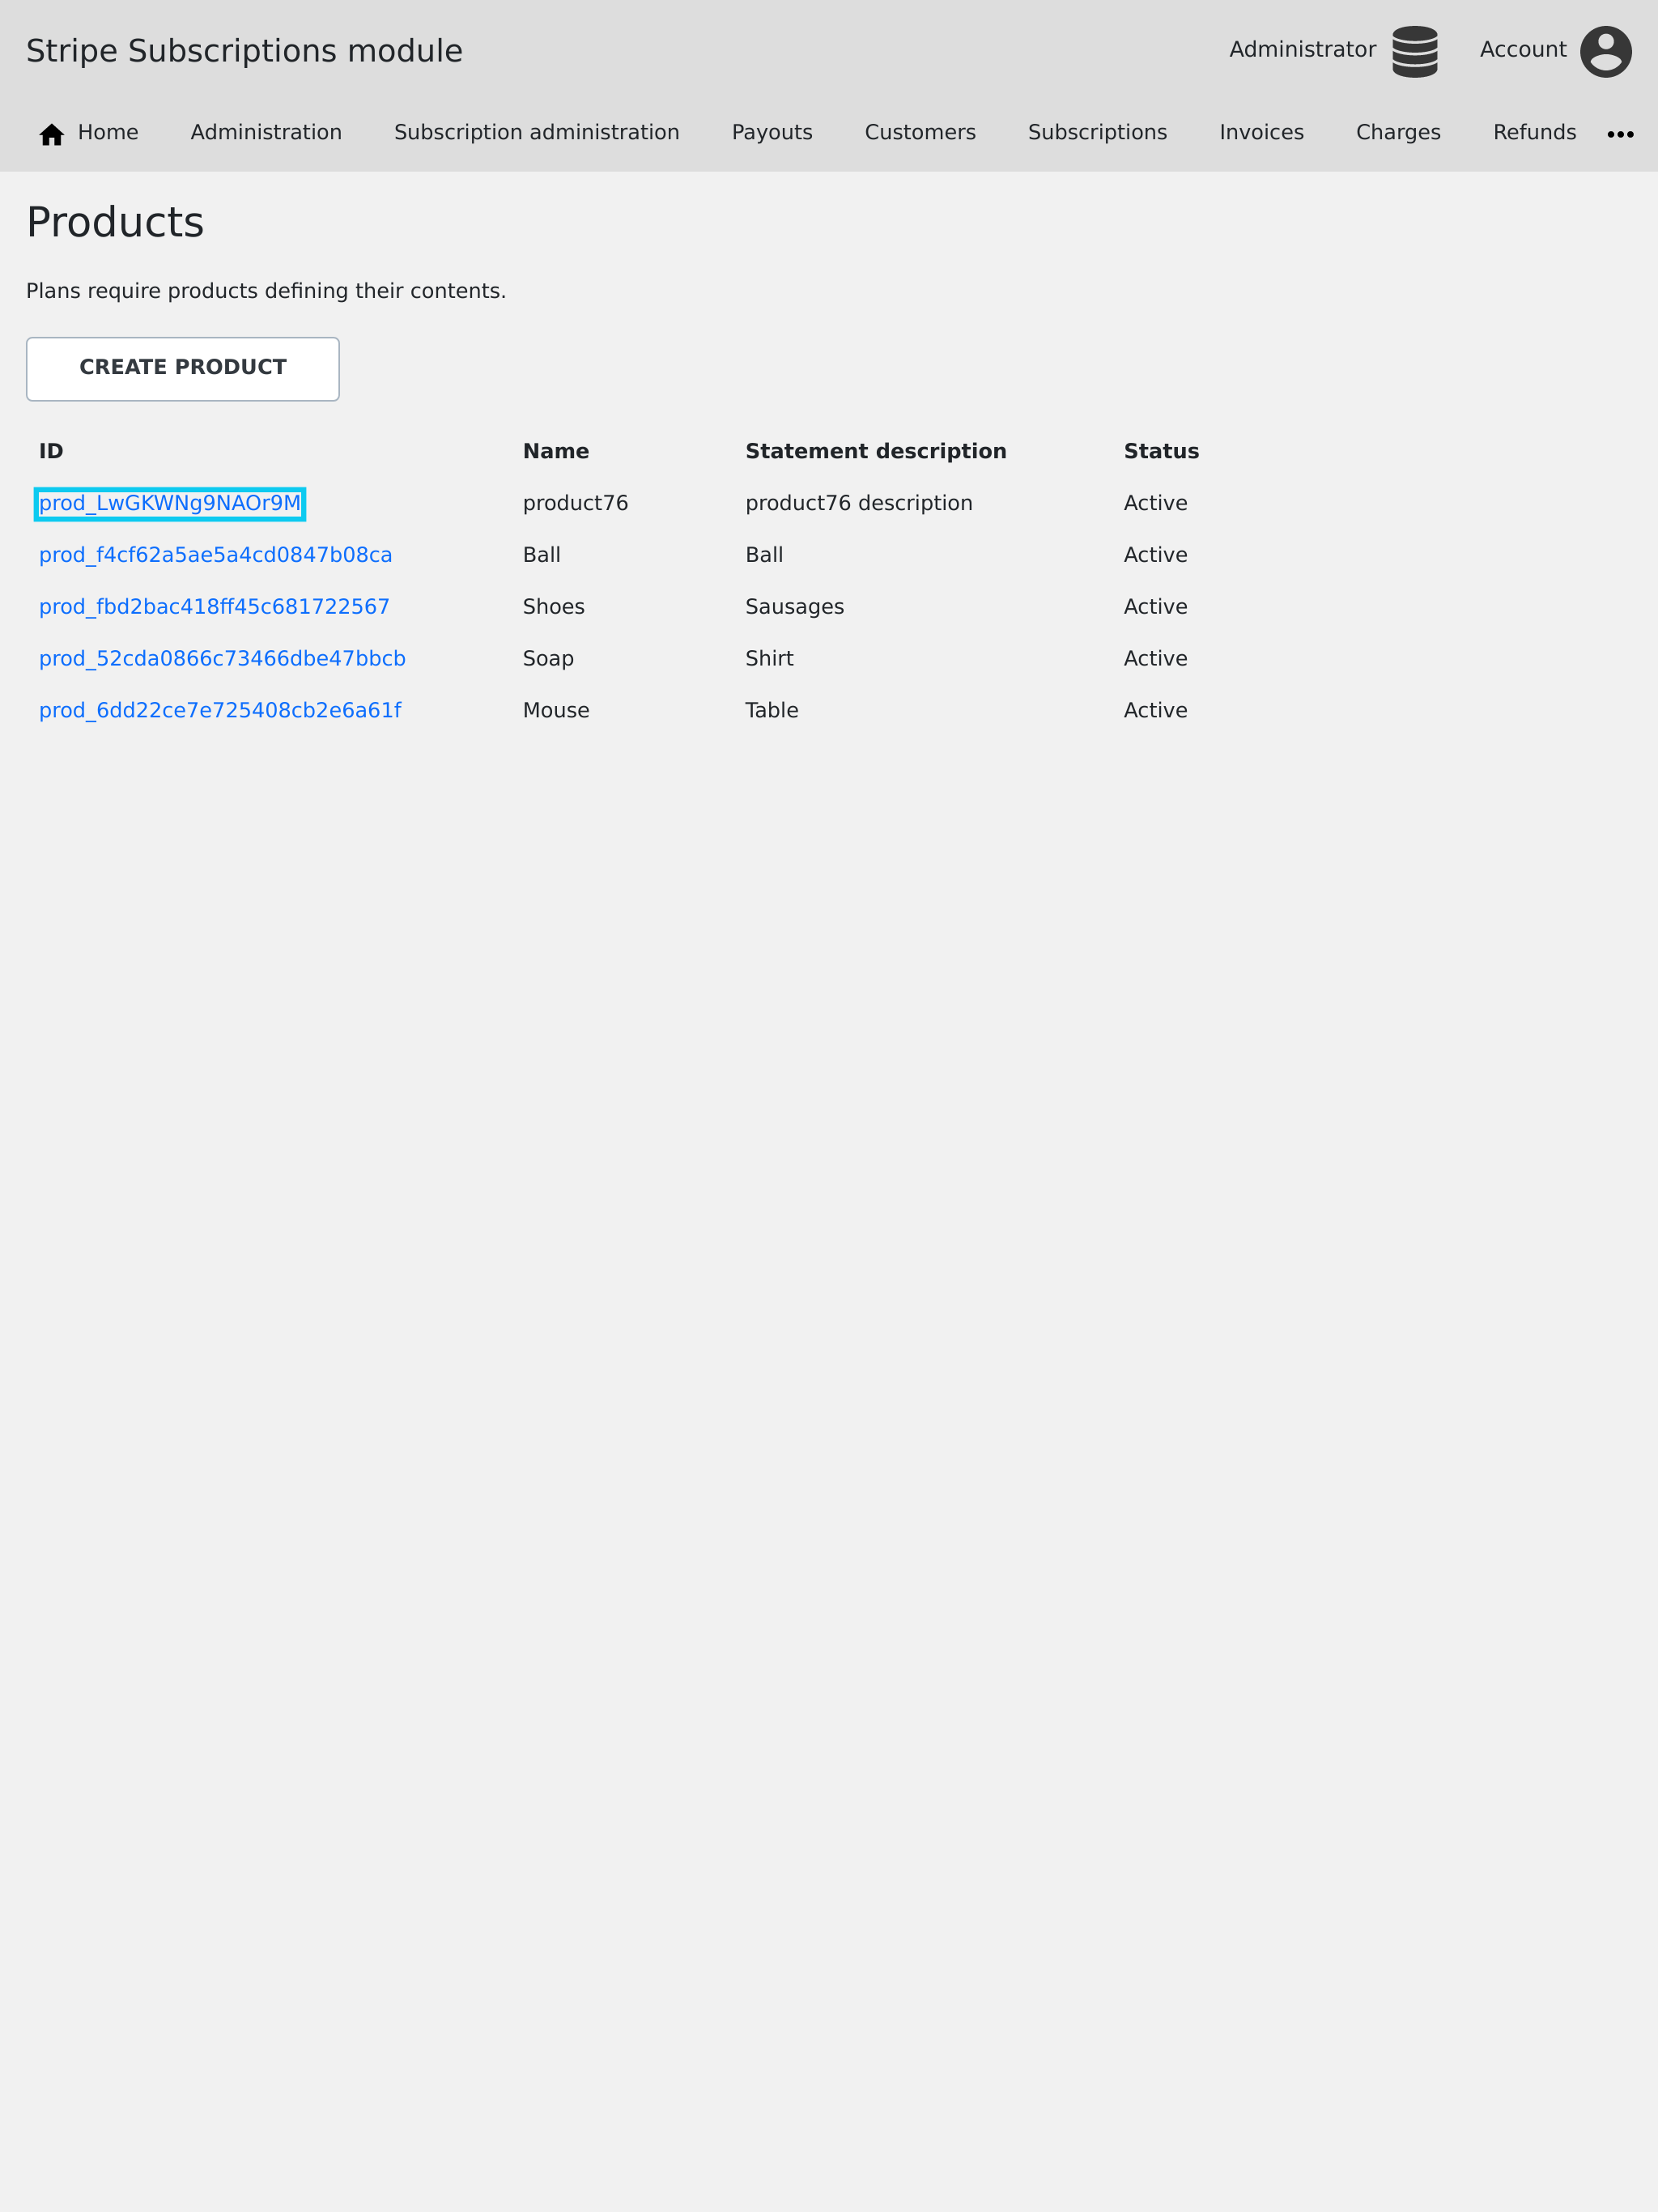 Stripe Subscriptions module
Administrator
Account
Home Administration Subscription administration Payouts Customers Subscriptions Invoices Charges Refunds
Products
Plans require products defining their contents.
CREATE PRODUCT
ID Name Statement description Status
prod_LwGKWNg9NAOr9M product76 product76 description Active
prod_f4cf62a5ae5a4cd0847b08ca Ball Ball Active
prod_fbd2bac418ff45c681722567 Shoes Sausages Active
prod_52cda0866c73466dbe47bbcb Soap Shirt Active
prod_6dd22ce7e725408cb2e6a61f Mouse Table Active